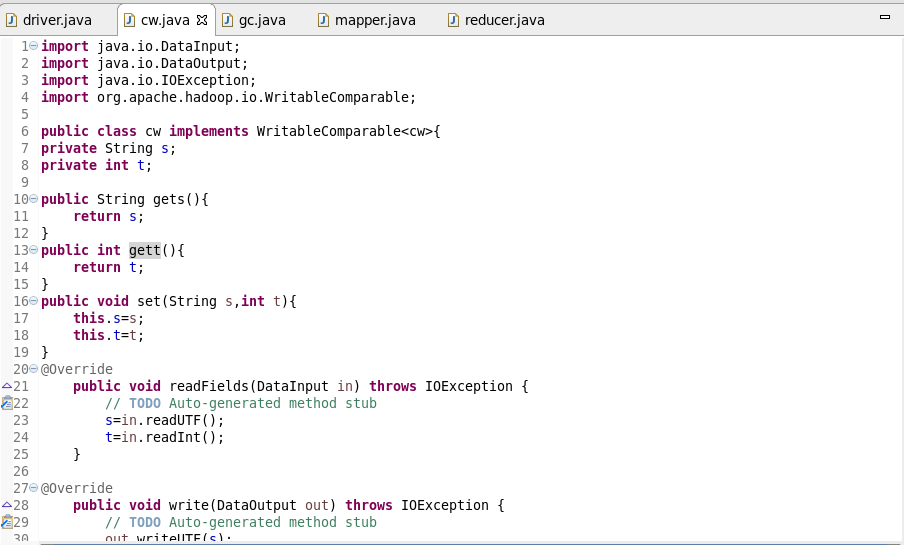 driver.java cw.java gc.java mapper.java reducer.java
1 import java.io.DataInput;
2 import java.io.DataOutput;
3 import java.io.IOException;
4 import org.apache.hadoop.io.WritableComparable;
5
6 public class cw implements WritableComparable<cw>{
7 private String s;
8 private int t;
9
10 public String gets(){
11     return s;
12 }
13 public int gett(){
14     return t;
15 }
16 public void set(String s,int t){
17     this.s=s;
18     this.t=t;
19 }
20 @Override
21     public void readFields(DataInput in) throws IOException {
22         // TODO Auto-generated method stub
23         s=in.readUTF();
24         t=in.readInt();
25     }
26
27 @Override
28     public void write(DataOutput out) throws IOException {
29         // TODO Auto-generated method stub
30         out.writeUTF(s);